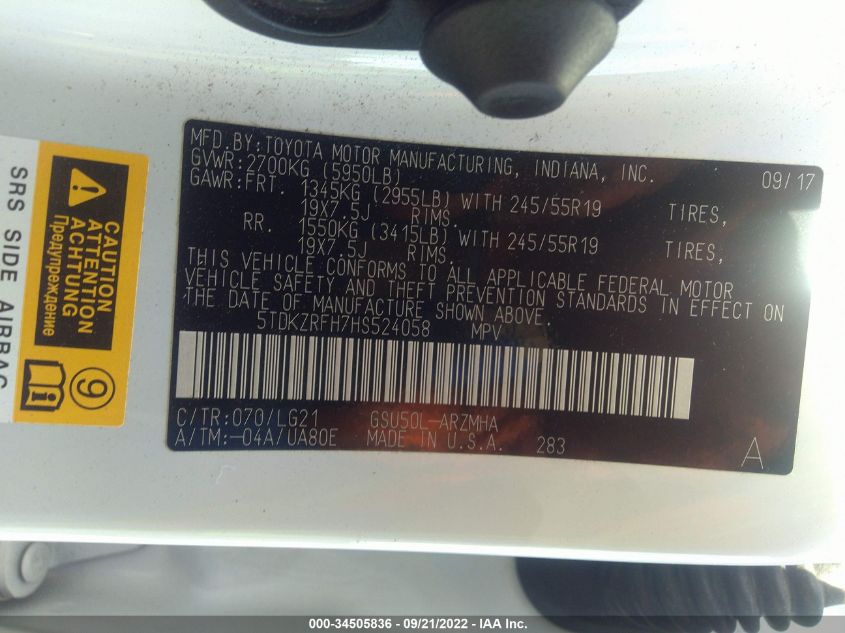 MFD.BY:TOYOTA MOTOR MANUFACTURING, INDIANA, INC. 09/17
GVWR:2700KG (5950LB)
GAWR:FRT. 1345KG (2955LB) WITH 245/55R19 TIRES,
19X7.5J RIMS.
RR. 1550KG (3415LB) WITH 245/55R19 TIRES,
19X7.5J RIMS.
THIS VEHICLE CONFORMS TO ALL APPLICABLE FEDERAL MOTOR
VEHICLE SAFETY AND THEFT PREVENTION STANDARDS IN EFFECT ON
THE DATE OF MANUFACTURE SHOWN ABOVE
5TDKZRFH7HS524058 MPV
C/TR:070/LG21 GSU50L-ARZMHA
A/TM:-04A/UA80E MADE IN U.S.A. 283 A
CAUTION
ATTENTION
ACHTUNG
Предупреждение
9
SRS SIDE AIRBAG
000-34505836 - 09/21/2022 - IAA Inc.